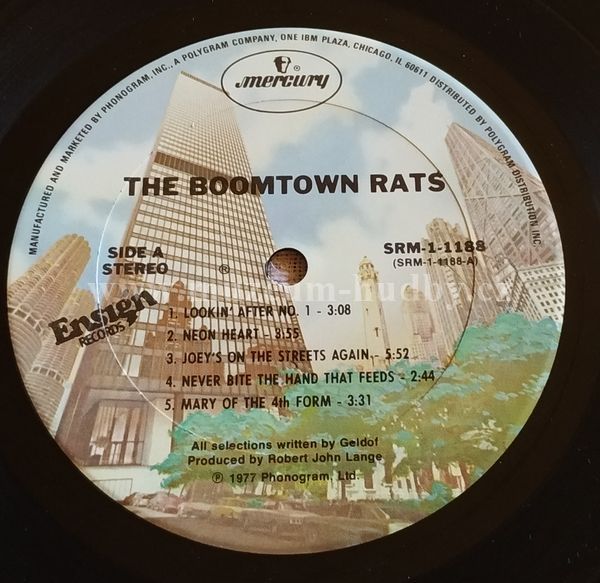 MANUFACTURED AND MARKETED BY PHONOGRAM, INC., A POLYGRAM COMPANY, ONE IBM PLAZA, CHICAGO, IL 60611 DISTRIBUTED BY POLYGRAM DISTRIBUTION INC.
®
mercury
THE BOOMTOWN RATS
SIDE A
STEREO
SRM-1-1188
(SRM-1-1188-A)
®
Ensign
RECORDS
1. LOOKIN' AFTER NO. 1 - 3:08
2. NEON HEART - 8:55
3. JOEY'S ON THE STREETS AGAIN - 5:52
4. NEVER BITE THE HAND THAT FEEDS - 2:44
5. MARY OF THE 4th FORM - 3:31
All selections written by Geldof
Produced by Robert John Lange
℗ 1977 Phonogram, Ltd.